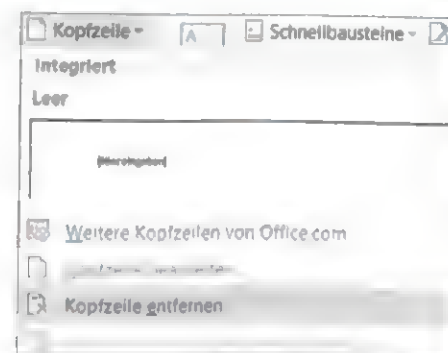 Kopfzeile
A Schnellbausteine
Integriert
Leer
Weitere Kopfzeilen von Office.com
Kopfzeile entfernen